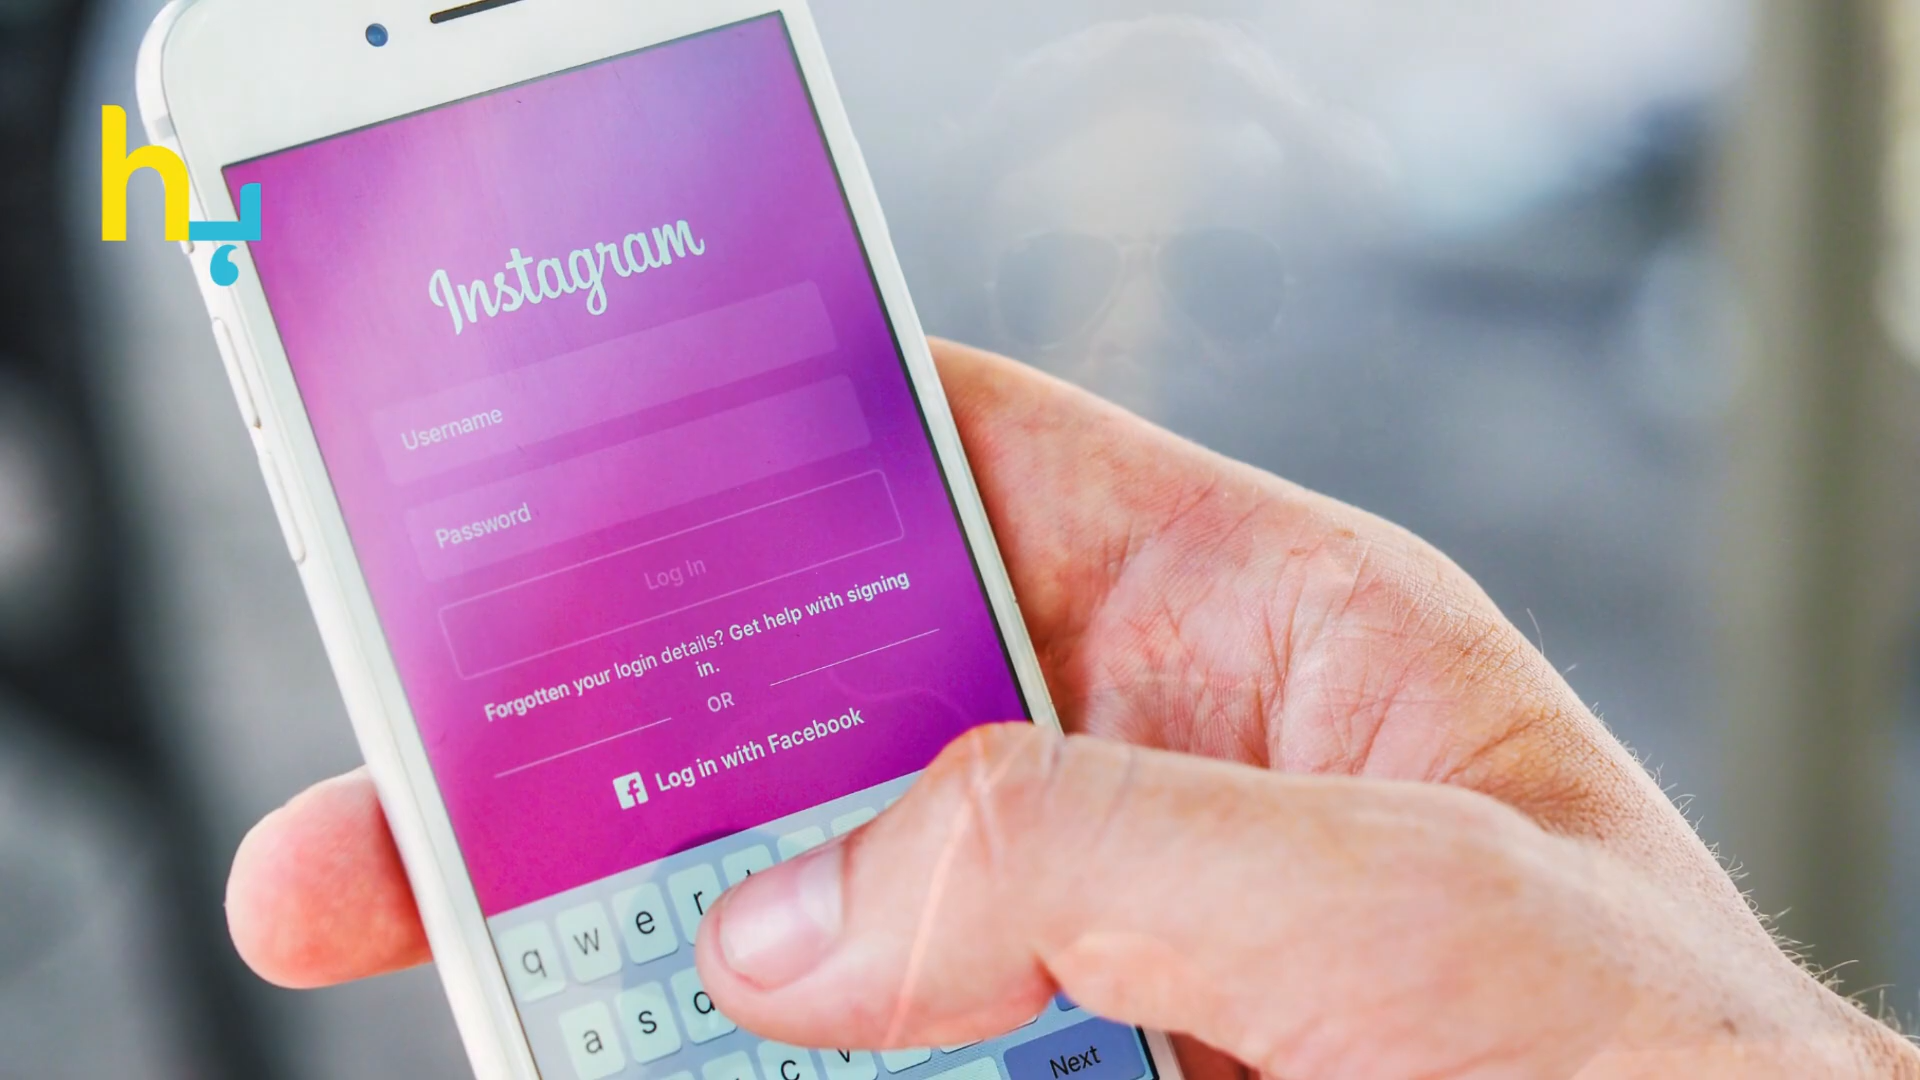 h
Instagram
Username
Password
Log In
Forgotten your login details? Get help with signing
in.
OR
f Log in with Facebook
q w e r
a s d
c v
Next